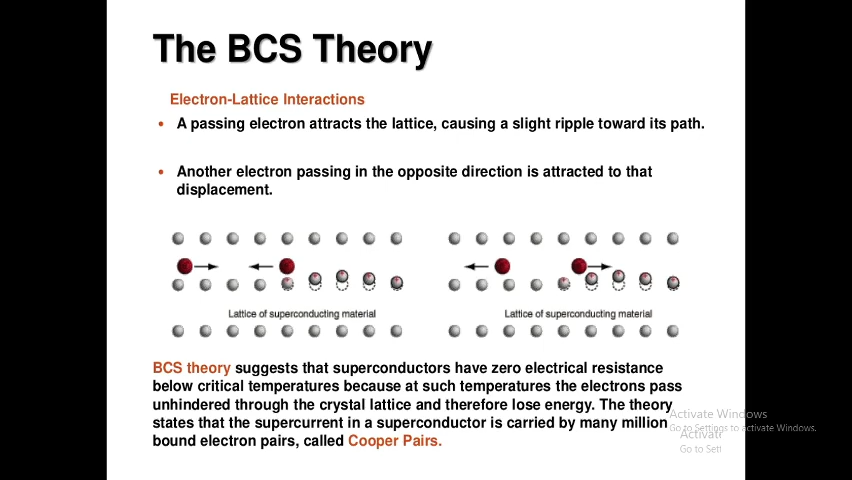 The BCS Theory
Electron-Lattice Interactions
• A passing electron attracts the lattice, causing a slight ripple toward its path.
• Another electron passing in the opposite direction is attracted to that
displacement.
Lattice of superconducting material
Lattice of superconducting material
BCS theory suggests that superconductors have zero electrical resistance
below critical temperatures because at such temperatures the electrons pass
unhindered through the crystal lattice and therefore lose energy. The theory
states that the supercurrent in a superconductor is carried by many million
bound electron pairs, called Cooper Pairs.
Activate Windows
Go to Settings to activate Windows.
Activate
Go to Sett